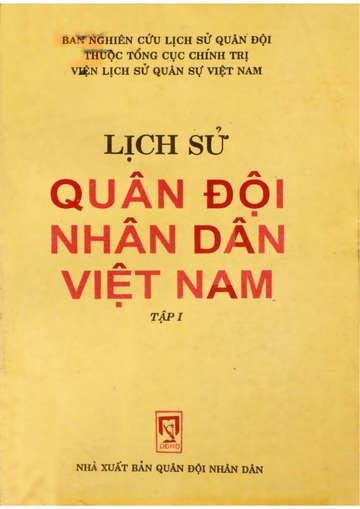 BAN NGHIÊN CỨU LỊCH SỬ QUÂN ĐỘI
THUỘC TỔNG CỤC CHÍNH TRỊ
VIỆN LỊCH SỬ QUÂN SỰ VIỆT NAM
LỊCH SỬ
QUÂN ĐỘI
NHÂN DÂN
VIỆT NAM
TẬP I
QĐND
NHÀ XUẤT BẢN QUÂN ĐỘI NHÂN DÂN